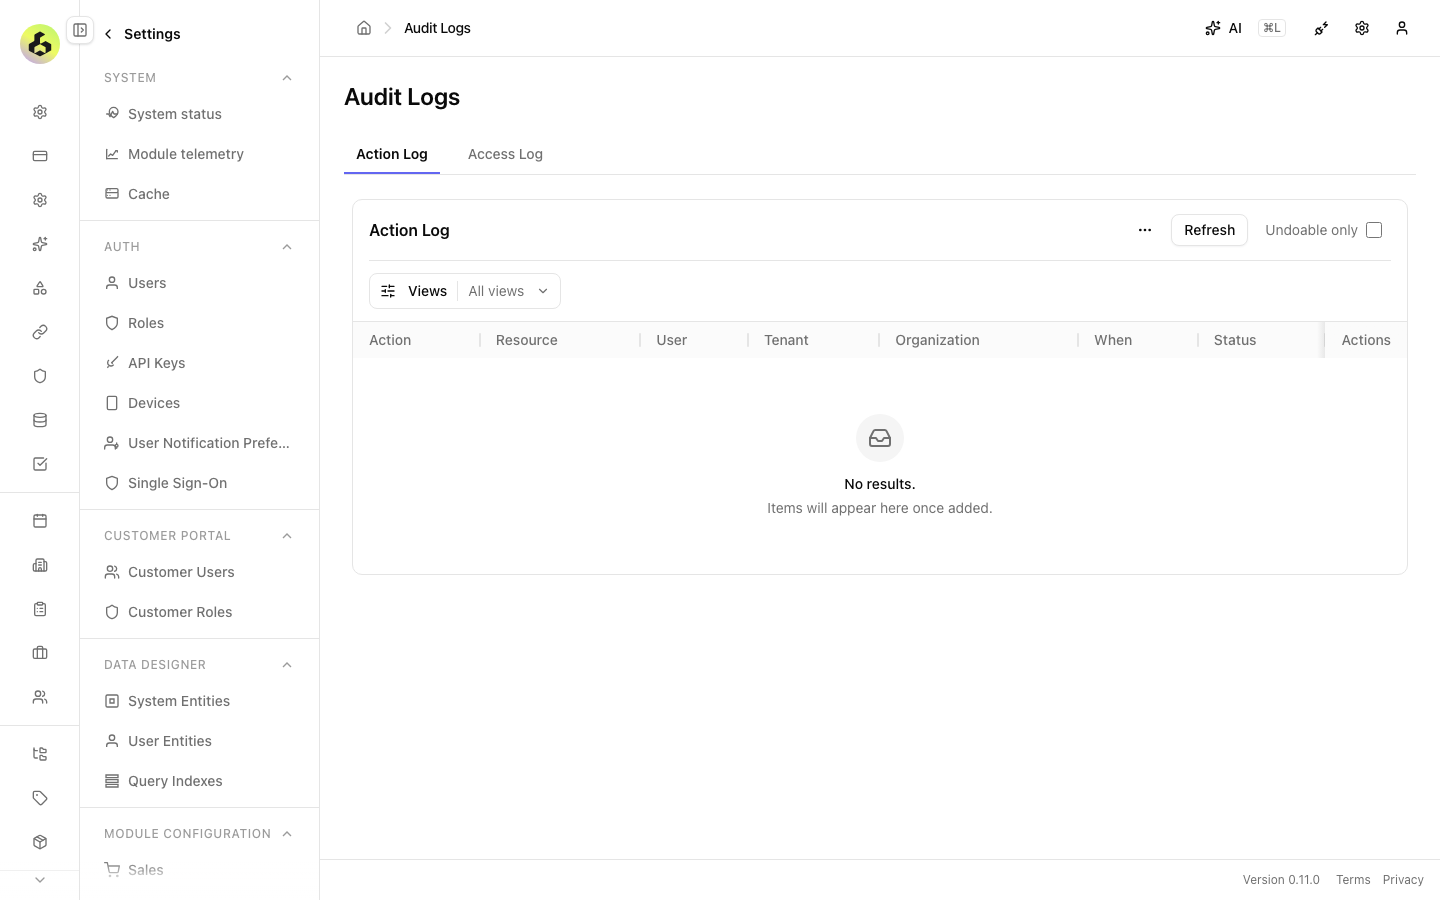 Settings
SYSTEM
System status
Module telemetry
Cache
AUTH
Users
Roles
API Keys
Devices
User Notification Prefe...
Single Sign-On
CUSTOMER PORTAL
Customer Users
Customer Roles
DATA DESIGNER
System Entities
User Entities
Query Indexes
MODULE CONFIGURATION
Sales
Audit Logs
AI ⌘L
Audit Logs
Action Log Access Log
Action Log
Refresh Undoable only
Views All views
Action Resource User Tenant Organization When Status Actions
No results.
Items will appear here once added.
Version 0.11.0 Terms Privacy